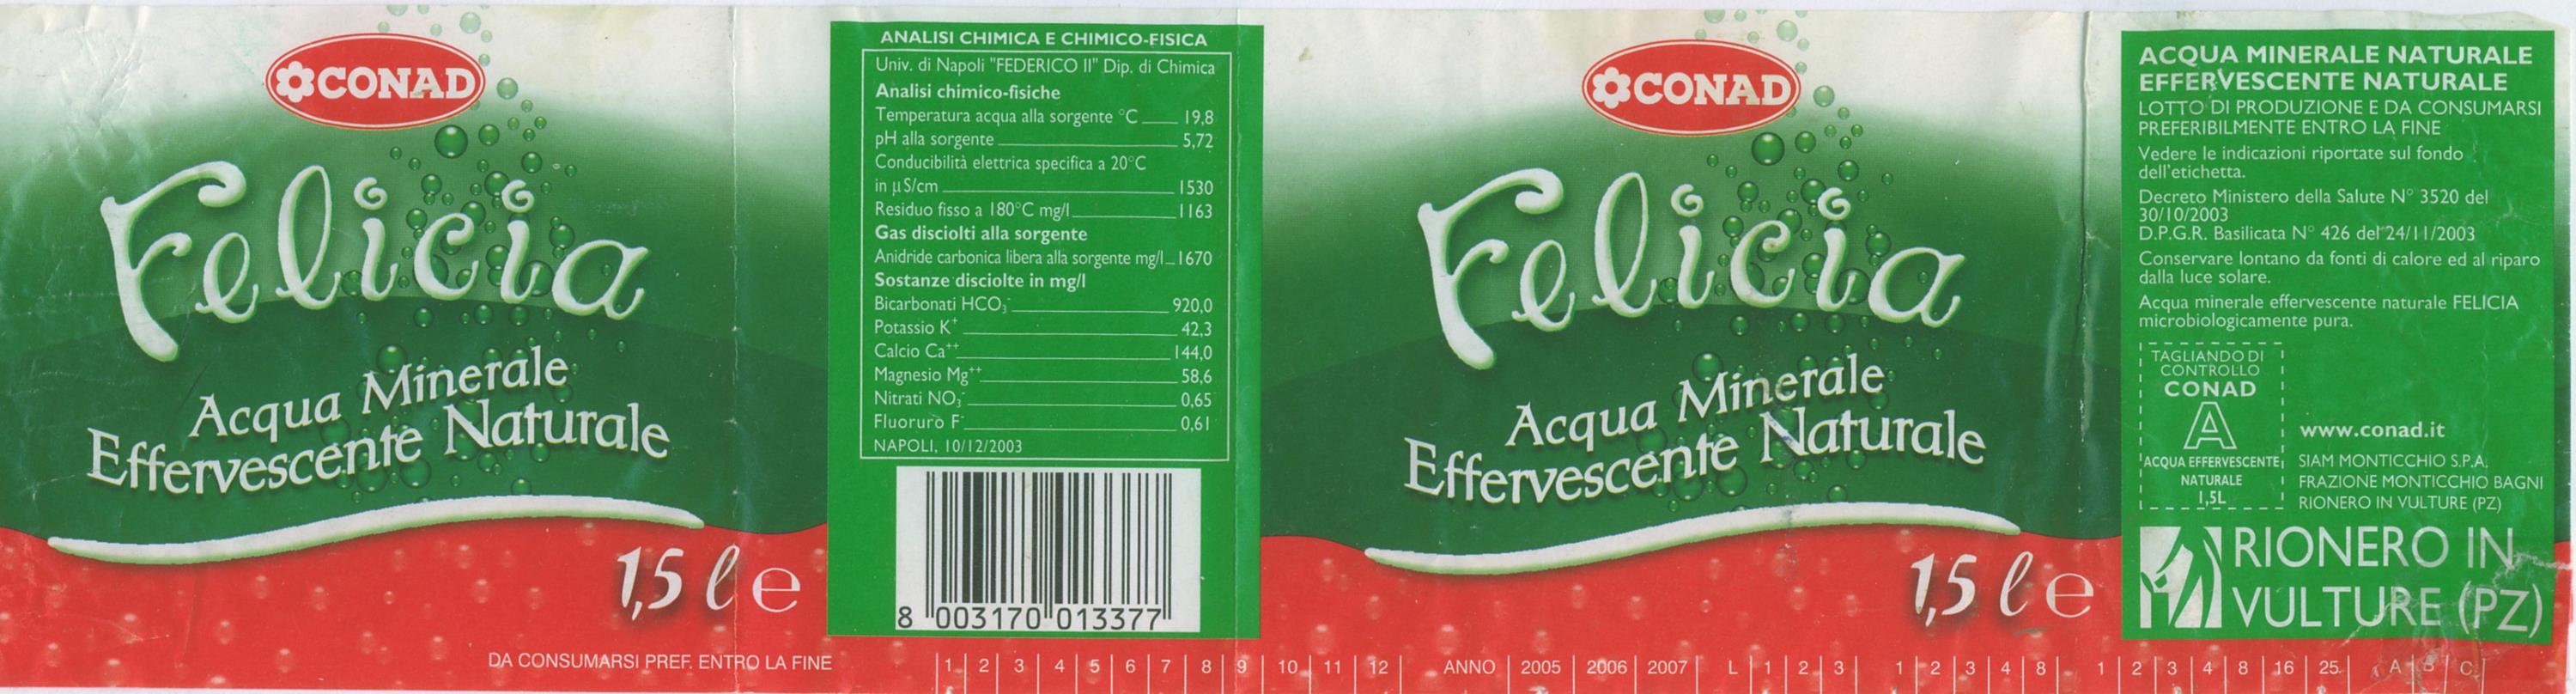 CONAD
Felicia
Acqua Minerale
Effervescente Naturale
1,5 l e
DA CONSUMARSI PREF. ENTRO LA FINE
ANALISI CHIMICA E CHIMICO-FISICA
Univ. di Napoli "FEDERICO II" Dip. di Chimica
Analisi chimico-fisiche
Temperatura acqua alla sorgente °C 19,8
pH alla sorgente 5,72
Conducibilità elettrica specifica a 20°C
in µS/cm 1530
Residuo fisso a 180°C mg/l 1163
Gas disciolti alla sorgente
Anidride carbonica libera alla sorgente mg/l 1670
Sostanze disciolte in mg/l
Bicarbonati HCO₃⁻ 920,0
Potassio K⁺ 42,3
Calcio Ca⁺⁺ 144,0
Magnesio Mg⁺⁺ 58,6
Nitrati NO₃⁻ 0,65
Fluoruro F⁻ 0,61
NAPOLI, 10/12/2003
8 003170 013377
CONAD
Felicia
Acqua Minerale
Effervescente Naturale
1,5 l e
ACQUA MINERALE NATURALE
EFFERVESCENTE NATURALE
LOTTO DI PRODUZIONE E DA CONSUMARSI
PREFERIBILMENTE ENTRO LA FINE
Vedere le indicazioni riportate sul fondo
dell'etichetta.
Decreto Ministero della Salute N° 3520 del
30/10/2003
D.P.G.R. Basilicata N° 426 del 24/11/2003
Conservare lontano da fonti di calore ed al riparo
dalla luce solare.
Acqua minerale effervescente naturale FELICIA
microbiologicamente pura.
TAGLIANDO DI
CONTROLLO
CONAD
A
ACQUA EFFERVESCENTE
NATURALE
1,5L
www.conad.it
SIAM MONTICCHIO S.P.A.
FRAZIONE MONTICCHIO BAGNI
RIONERO IN VULTURE (PZ)
RIONERO IN
VULTURE (PZ)
1 2 3 4 5 6 7 8 9 10 11 12 ANNO 2005 2006 2007 L 1 2 3 1 2 3 4 8 1 2 3 4 8 16 25 A B C